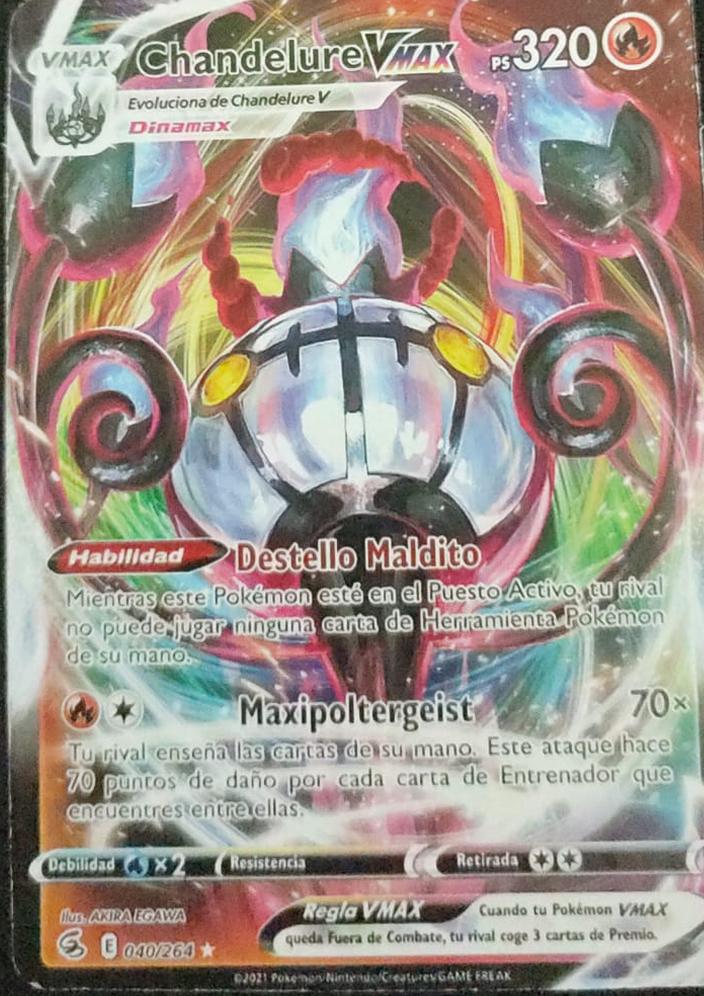 VMAX Chandelure VMAX PS 320
Evoluciona de Chandelure V
Dinamax
Habilidad Destello Maldito
Mientras este Pokémon esté en el Puesto Activo, tu rival
no puede jugar ninguna carta de Herramienta Pokémon
de su mano.
Maxipoltergeist 70×
Tu rival enseña las cartas de su mano. Este ataque hace
70 puntos de daño por cada carta de Entrenador que
encuentres entre ellas.
Debilidad ×2 Resistencia Retirada
Ilus. AKIRA EGAWA
Regla VMAX Cuando tu Pokémon VMAX
queda Fuera de Combate, tu rival coge 3 cartas de Premio.
E 040/264 ★
©2021 Pokémon/Nintendo/Creatures/GAME FREAK